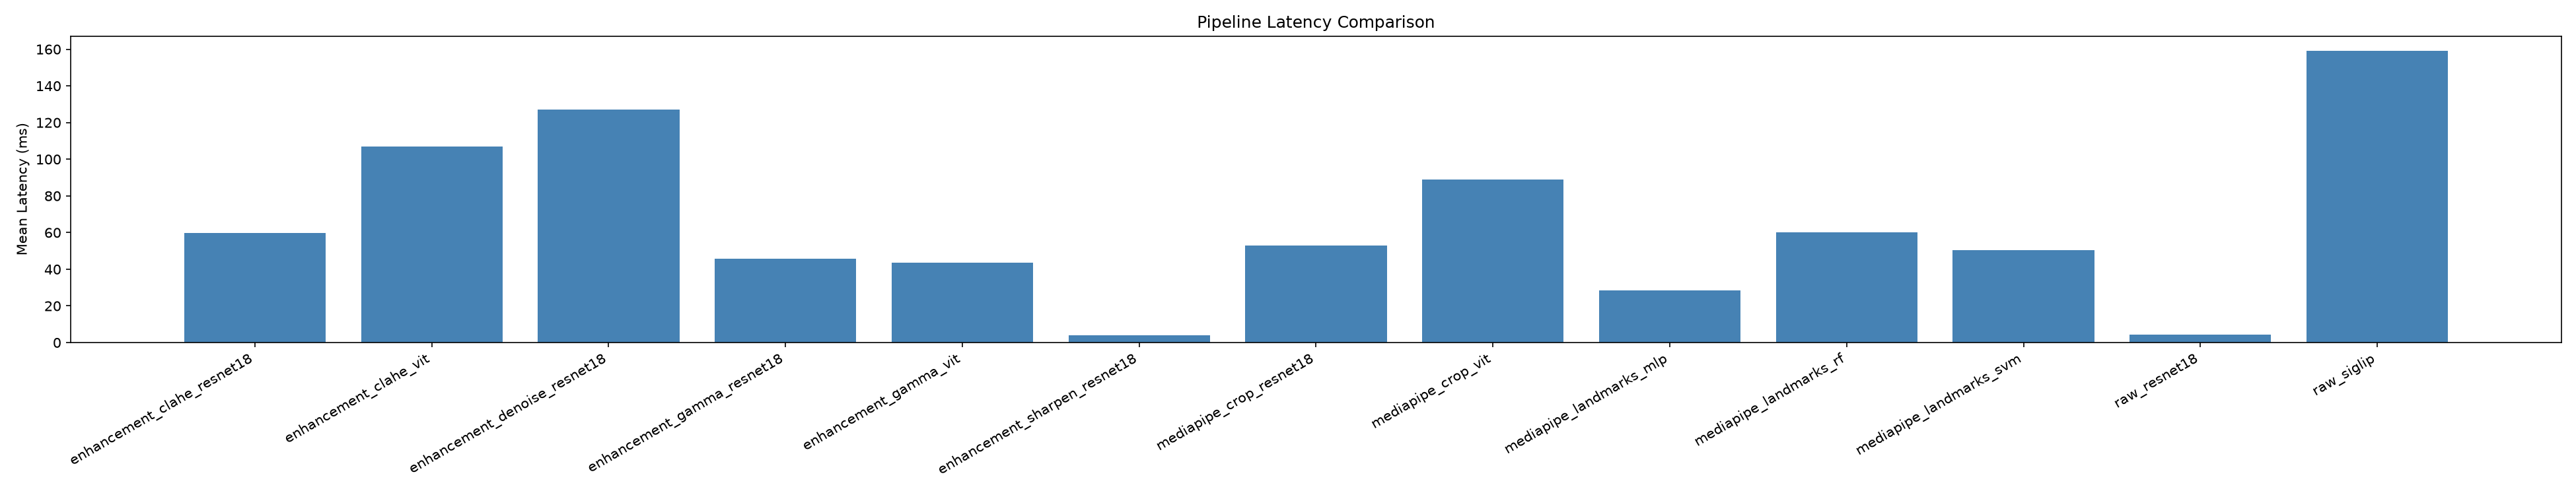 Pipeline Latency Comparison
Mean Latency (ms)
160
140
120
100
80
60
40
20
0
enhancement_clahe_resnet18
enhancement_clahe_vit
enhancement_denoise_resnet18
enhancement_gamma_resnet18
enhancement_gamma_vit
enhancement_sharpen_resnet18
mediapipe_crop_resnet18
mediapipe_crop_vit
mediapipe_landmarks_mlp
mediapipe_landmarks_rf
mediapipe_landmarks_svm
raw_resnet18
raw_siglip